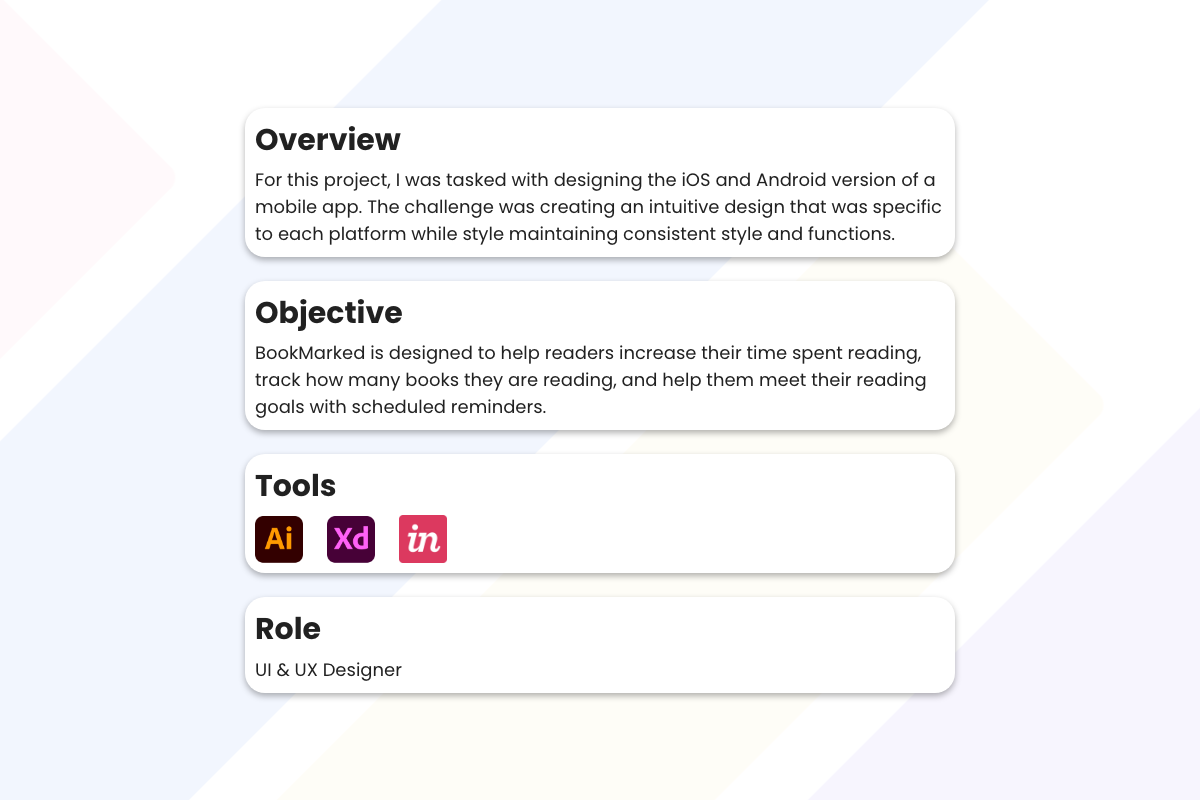 Overview
For this project, I was tasked with designing the iOS and Android version of a
mobile app. The challenge was creating an intuitive design that was specific
to each platform while style maintaining consistent style and functions.
Objective
BookMarked is designed to help readers increase their time spent reading,
track how many books they are reading, and help them meet their reading
goals with scheduled reminders.
Tools
Ai Xd in
Role
UI & UX Designer